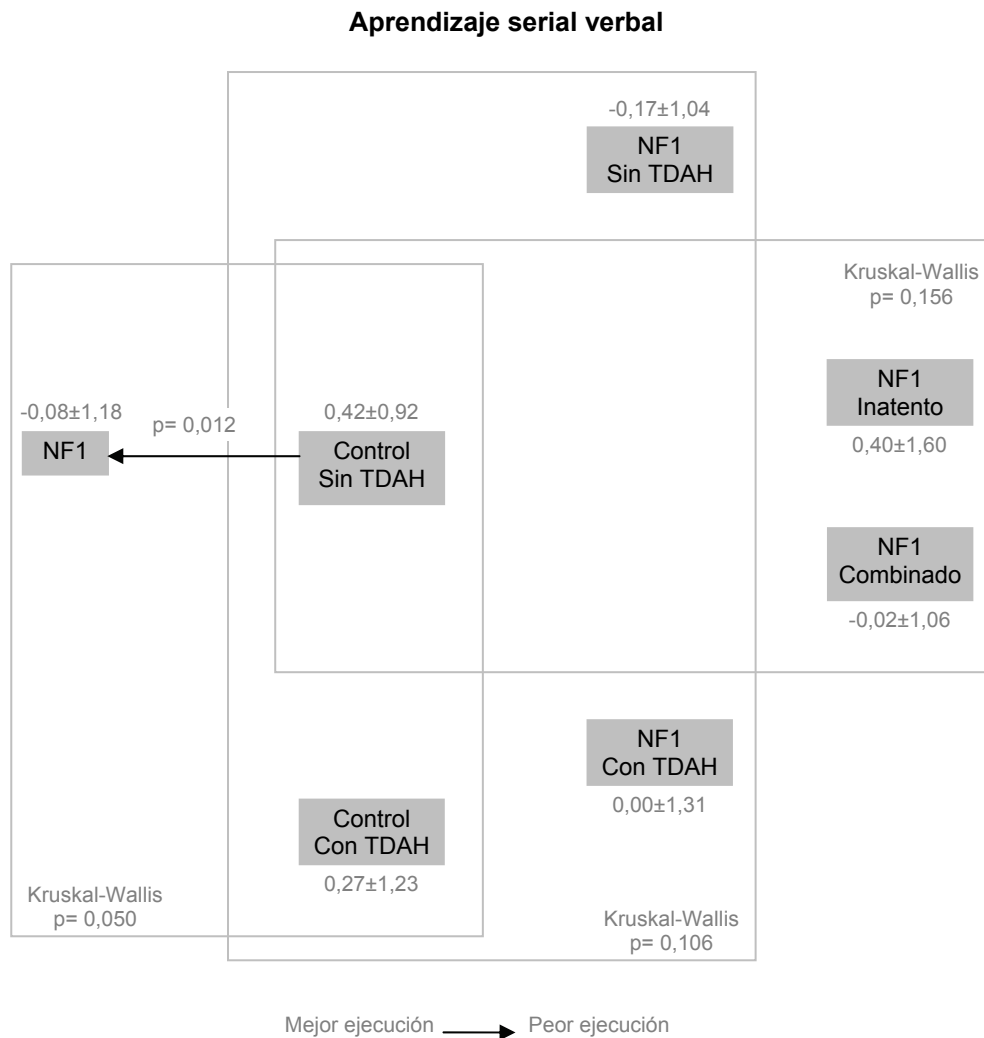 Aprendizaje serial verbal
-0,17±1,04
NF1
Sin TDAH
Kruskal-Wallis
p= 0,156
NF1
Inatento
0,40±1,60
-0,08±1,18
NF1
p= 0,012
0,42±0,92
Control
Sin TDAH
NF1
Combinado
-0,02±1,06
NF1
Con TDAH
0,00±1,31
Control
Con TDAH
0,27±1,23
Kruskal-Wallis
p= 0,050
Kruskal-Wallis
p= 0,106
Mejor ejecución Peor ejecución